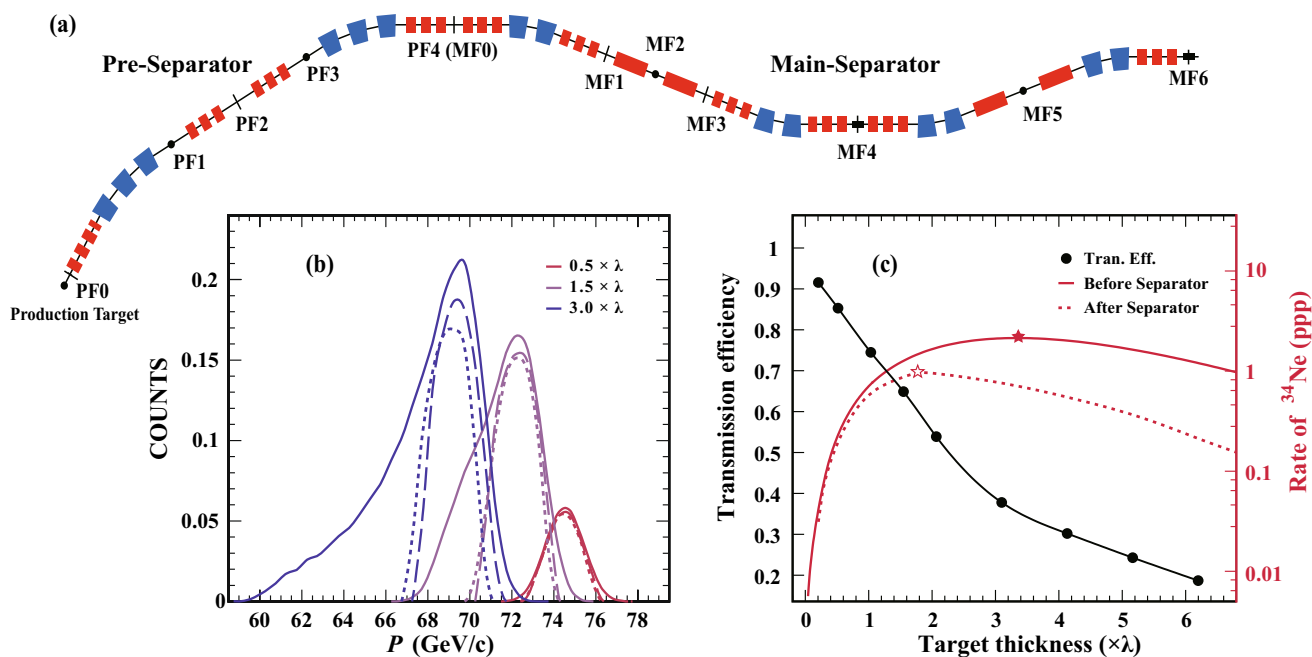 (a)
Pre-Separator
Main-Separator
Production Target
PF0
PF1
PF2
PF3
PF4 (MF0)
MF1
MF2
MF3
MF4
MF5
MF6
(b)
0.5 × λ
1.5 × λ
3.0 × λ
COUNTS
0.2
0.15
0.1
0.05
0
60 62 64 66 68 70 72 74 76 78
P (GeV/c)
(c)
Tran. Eff.
Before Separator
After Separator
Transmission efficiency
1
0.9
0.8
0.7
0.6
0.5
0.4
0.3
0.2
0 1 2 3 4 5 6
Target thickness (×λ)
10
1
0.1
0.01
Rate of ³⁴Ne (ppp)